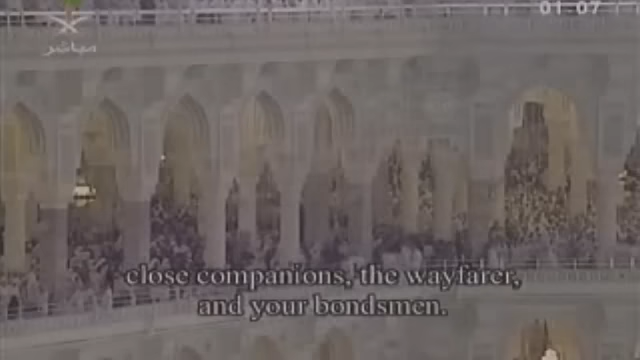 01 07
مباشر
close companions, the wayfarer,
and your bondsmen.